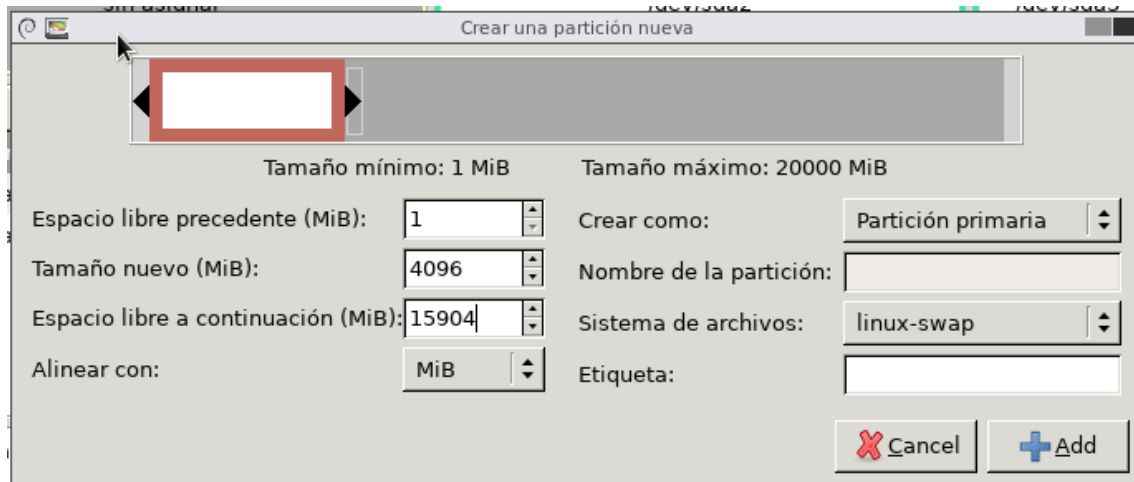 Crear una partición nueva
Tamaño mínimo: 1 MiB Tamaño máximo: 20000 MiB
Espacio libre precedente (MiB): 1 Crear como: Partición primaria
Tamaño nuevo (MiB): 4096 Nombre de la partición:
Espacio libre a continuación (MiB): 15904 Sistema de archivos: linux-swap
Alinear con: MiB Etiqueta:
Cancel Add